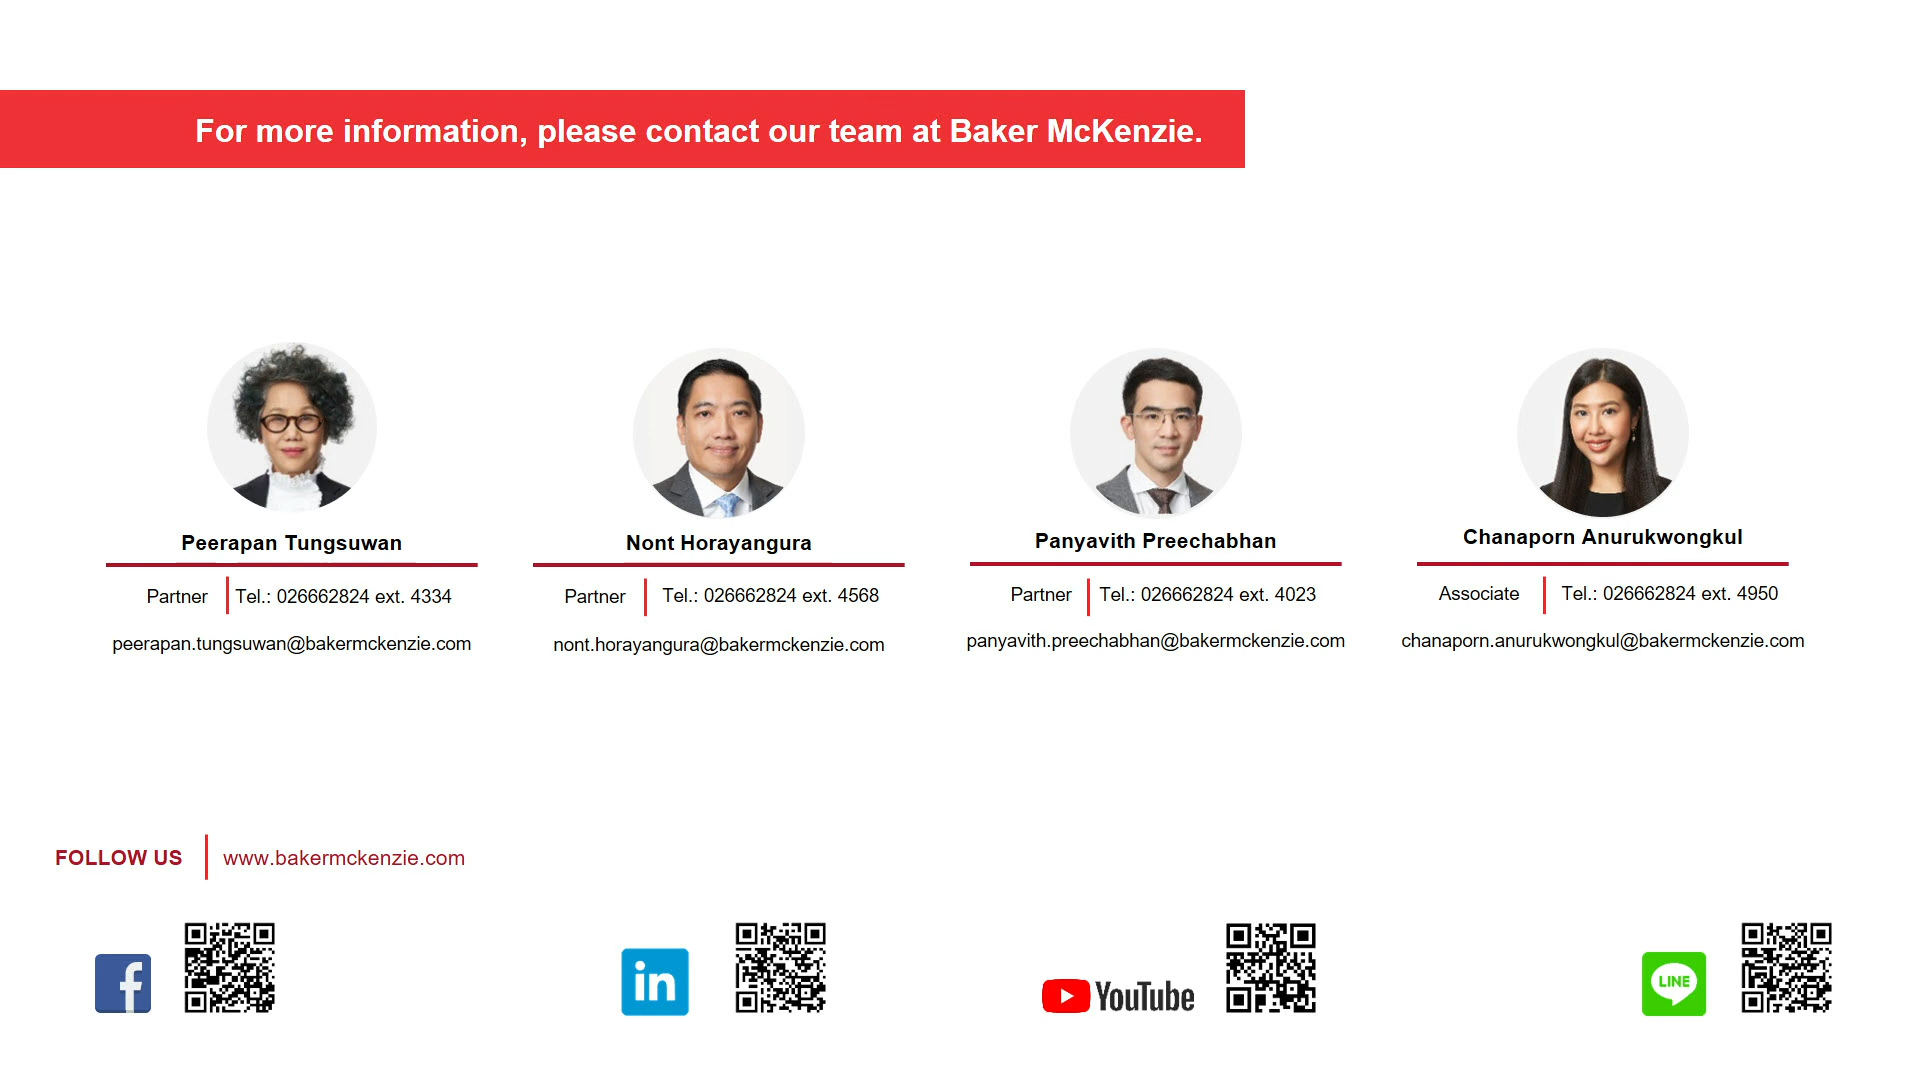 For more information, please contact our team at Baker McKenzie.
Peerapan Tungsuwan
Partner
Tel.: 026662824 ext. 4334
peerapan.tungsuwan@bakermckenzie.com
Nont Horayangura
Partner
Tel.: 026662824 ext. 4568
nont.horayangura@bakermckenzie.com
Panyavith Preechabhan
Partner
Tel.: 026662824 ext. 4023
panyavith.preechabhan@bakermckenzie.com
Chanaporn Anurukwongkul
Associate
Tel.: 026662824 ext. 4950
chanaporn.anurukwongkul@bakermckenzie.com
FOLLOW US
www.bakermckenzie.com
f
in
YouTube
LINE